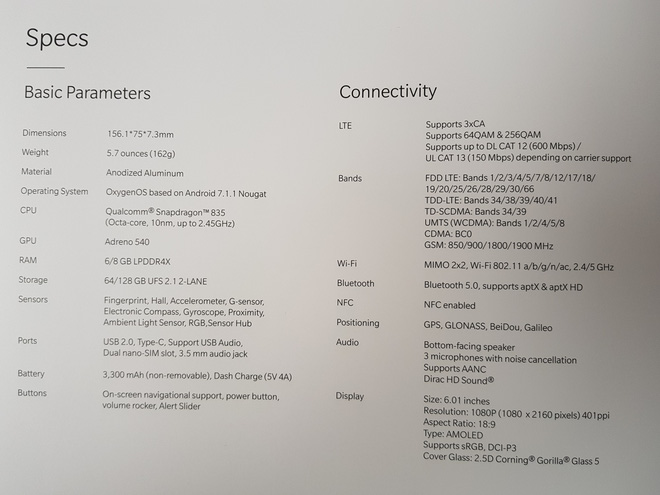 Specs
Basic Parameters
Dimensions 156.1*75*7.3mm
Weight 5.7 ounces (162g)
Material Anodized Aluminum
Operating System OxygenOS based on Android 7.1.1 Nougat
CPU Qualcomm® Snapdragon™ 835
(Octa-core, 10nm, up to 2.45GHz)
GPU Adreno 540
RAM 6/8 GB LPDDR4X
Storage 64/128 GB UFS 2.1 2-LANE
Sensors Fingerprint, Hall, Accelerometer, G-sensor,
Electronic Compass, Gyroscope, Proximity,
Ambient Light Sensor, RGB,Sensor Hub
Ports USB 2.0, Type-C, Support USB Audio,
Dual nano-SIM slot, 3.5 mm audio jack
Battery 3,300 mAh (non-removable), Dash Charge (5V 4A)
Buttons On-screen navigational support, power button,
volume rocker, Alert Slider
Connectivity
LTE Supports 3xCA
Supports 64QAM & 256QAM
Supports up to DL CAT 12 (600 Mbps) /
UL CAT 13 (150 Mbps) depending on carrier support
Bands FDD LTE: Bands 1/2/3/4/5/7/8/12/17/18/
19/20/25/26/28/29/30/66
TDD-LTE: Bands 34/38/39/40/41
TD-SCDMA: Bands 34/39
UMTS (WCDMA): Bands 1/2/4/5/8
CDMA: BC0
GSM: 850/900/1800/1900 MHz
Wi-Fi MIMO 2x2, Wi-Fi 802.11 a/b/g/n/ac, 2.4/5 GHz
Bluetooth Bluetooth 5.0, supports aptX & aptX HD
NFC NFC enabled
Positioning GPS, GLONASS, BeiDou, Galileo
Audio Bottom-facing speaker
3 microphones with noise cancellation
Supports AANC
Dirac HD Sound®
Display Size: 6.01 inches
Resolution: 1080P (1080 x 2160 pixels) 401ppi
Aspect Ratio: 18:9
Type: AMOLED
Supports sRGB, DCI-P3
Cover Glass: 2.5D Corning® Gorilla® Glass 5